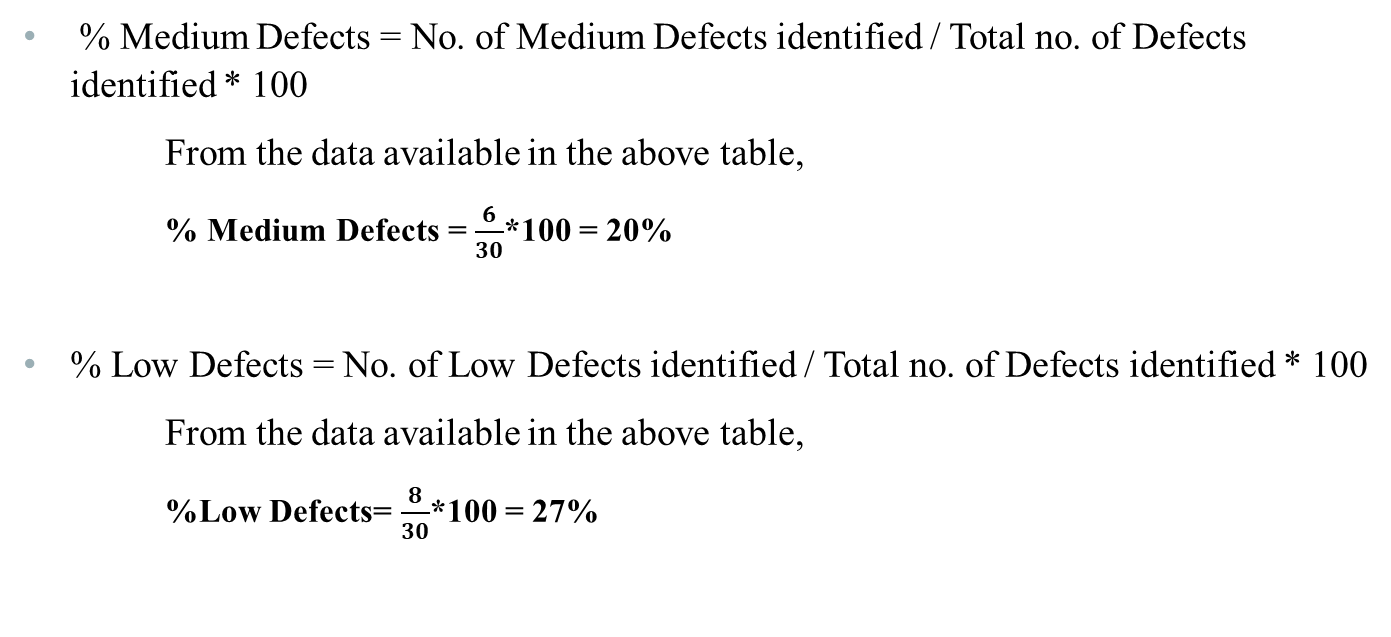 • % Medium Defects = No. of Medium Defects identified / Total no. of Defects
identified * 100
From the data available in the above table,
% Medium Defects = 6/30*100 = 20%
• % Low Defects = No. of Low Defects identified / Total no. of Defects identified * 100
From the data available in the above table,
%Low Defects= 8/30*100 = 27%